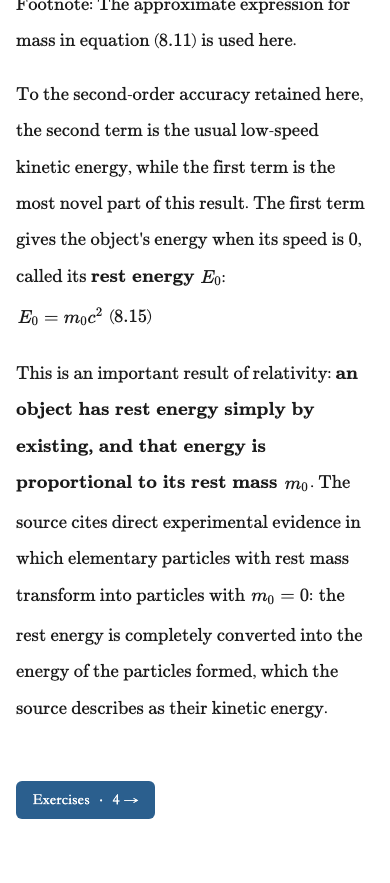 Footnote: The approximate expression for
mass in equation (8.11) is used here.
To the second-order accuracy retained here,
the second term is the usual low-speed
kinetic energy, while the first term is the
most novel part of this result. The first term
gives the object's energy when its speed is 0,
called its rest energy E₀:
E₀ = m₀c² (8.15)
This is an important result of relativity: an
object has rest energy simply by
existing, and that energy is
proportional to its rest mass m₀. The
source cites direct experimental evidence in
which elementary particles with rest mass
transform into particles with m₀ = 0: the
rest energy is completely converted into the
energy of the particles formed, which the
source describes as their kinetic energy.
Exercises · 4 →